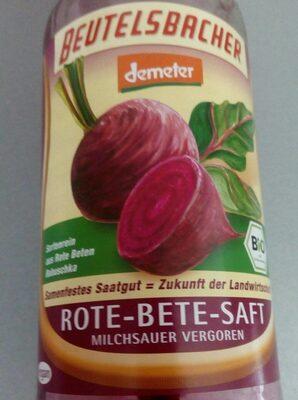 BEUTELSBACHER
demeter
Sortenrein
aus Rote Beten
Robuschka
BIO
Samenfestes Saatgut = Zukunft der Landwirtschaft
ROTE-BETE-SAFT
MILCHSAUER VERGOREN